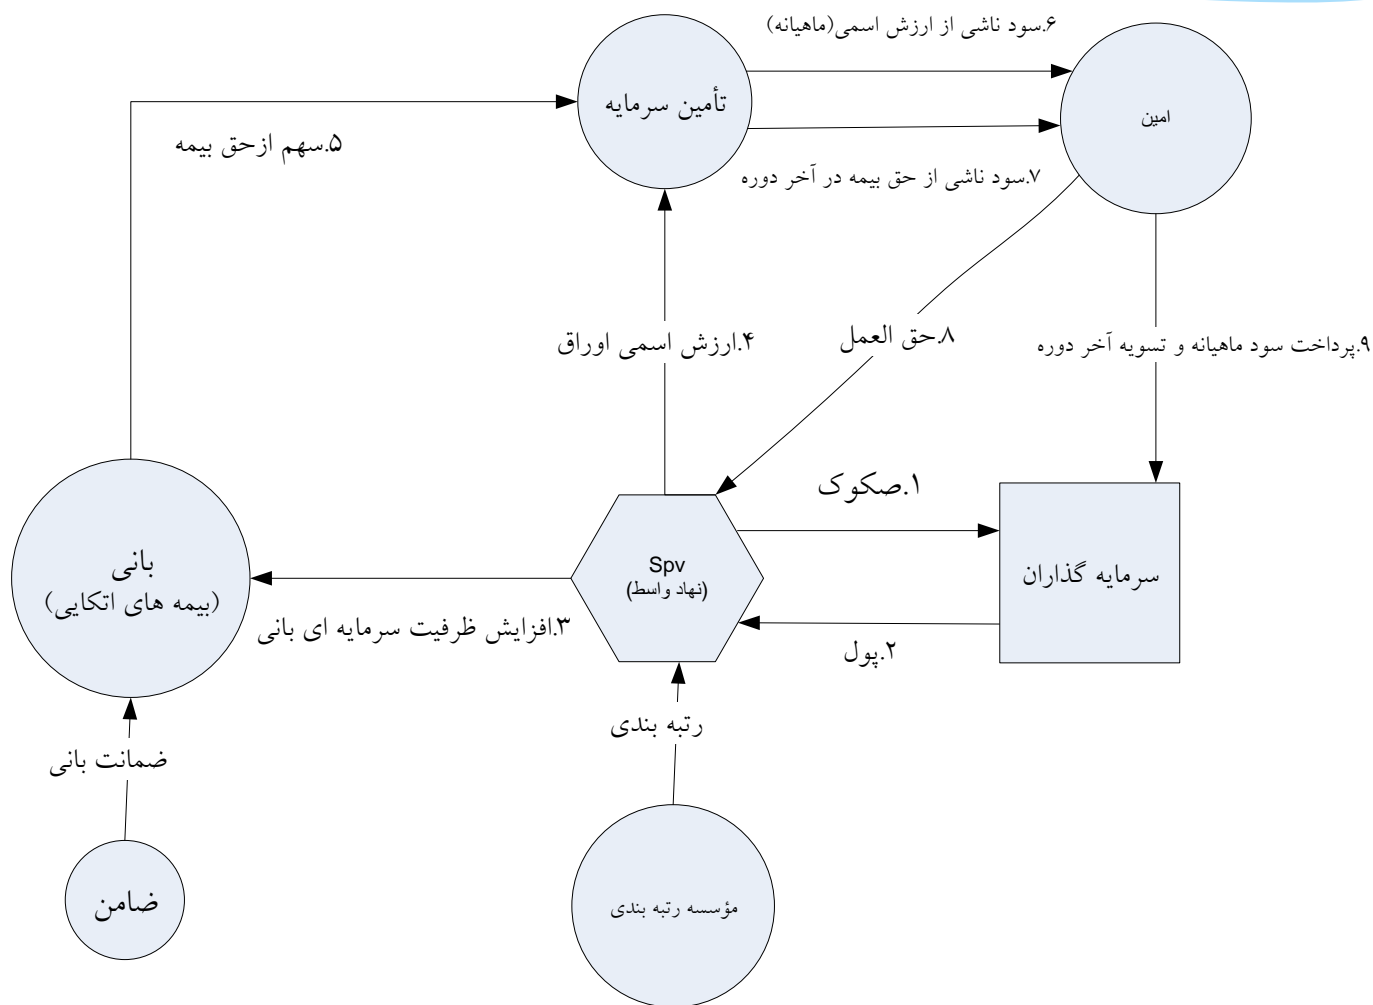 ۶.سود ناشی از ارزش اسمی(ماهیانه)
تأمین سرمایه
امین
۵.سهم ازحق بیمه
۷.سود ناشی از حق بیمه در آخر دوره
۴.ارزش اسمی اوراق
۸.حق العمل
۹.پرداخت سود ماهیانه و تسویه آخر دوره
۱.صکوک
بانی
(بیمه های اتکایی)
Spv
(نهاد واسط)
سرمایه گذاران
۳.افزایش ظرفیت سرمایه ای بانی
۲.پول
رتبه بندی
ضمانت بانی
ضامن
مؤسسه رتبه بندی